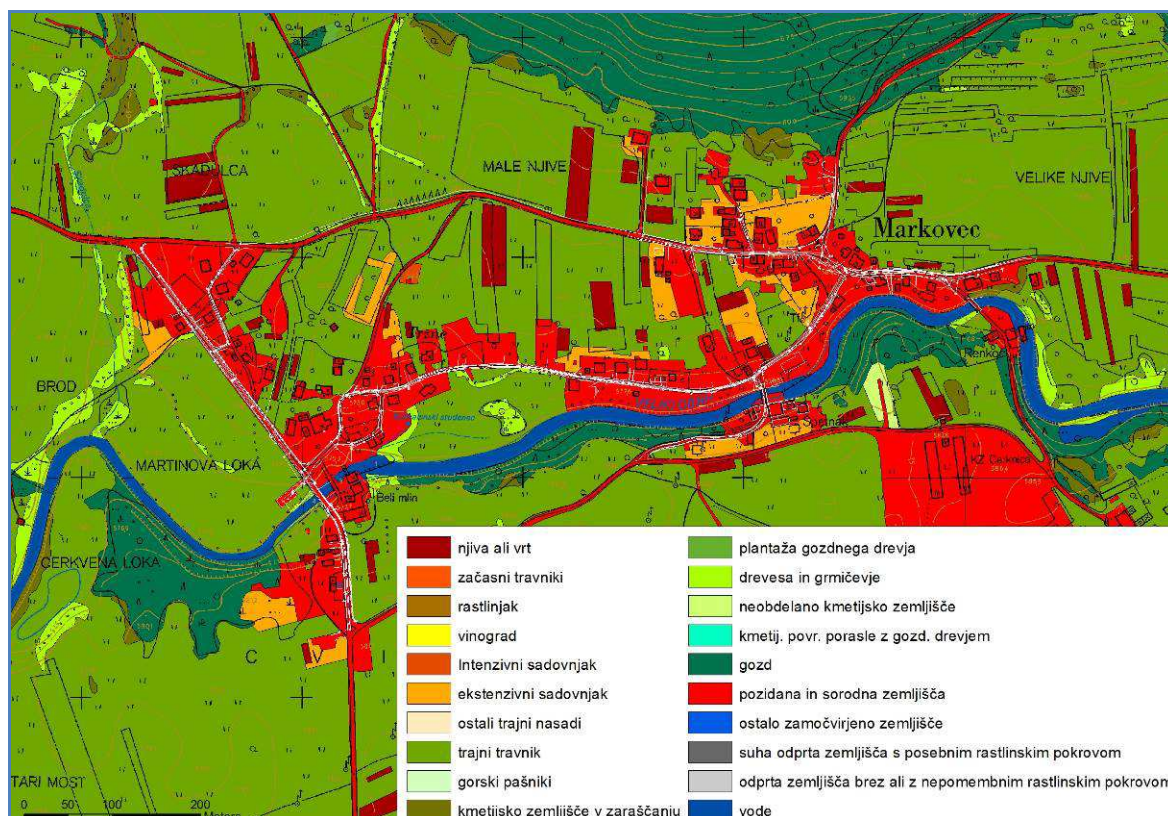 SKADULCA
MALE NJIVE
VELIKE NJIVE
Markovec
BROD
MARTINOVA LOKA
Beli mlin
CERKVENA LOKA
C V I
TARI MOST
0 50 100 200
Meters
njiva ali vrt
začasni travniki
rastlinjak
vinograd
Intenzivni sadovnjak
ekstenzivni sadovnjak
ostali trajni nasadi
trajni travnik
gorski pašniki
kmetijsko zemljišče v zaraščanju
plantaža gozdnega drevja
drevesa in grmičevje
neobdelano kmetijsko zemljišče
kmetij. povr. porasle z gozd. drevjem
gozd
pozidana in sorodna zemljišča
ostalo zamočvirjeno zemljišče
suha odprta zemljišča s posebnim rastlinskim pokrovom
odprta zemljišča brez ali z nepomembnim rastlinskim pokrovom
vode